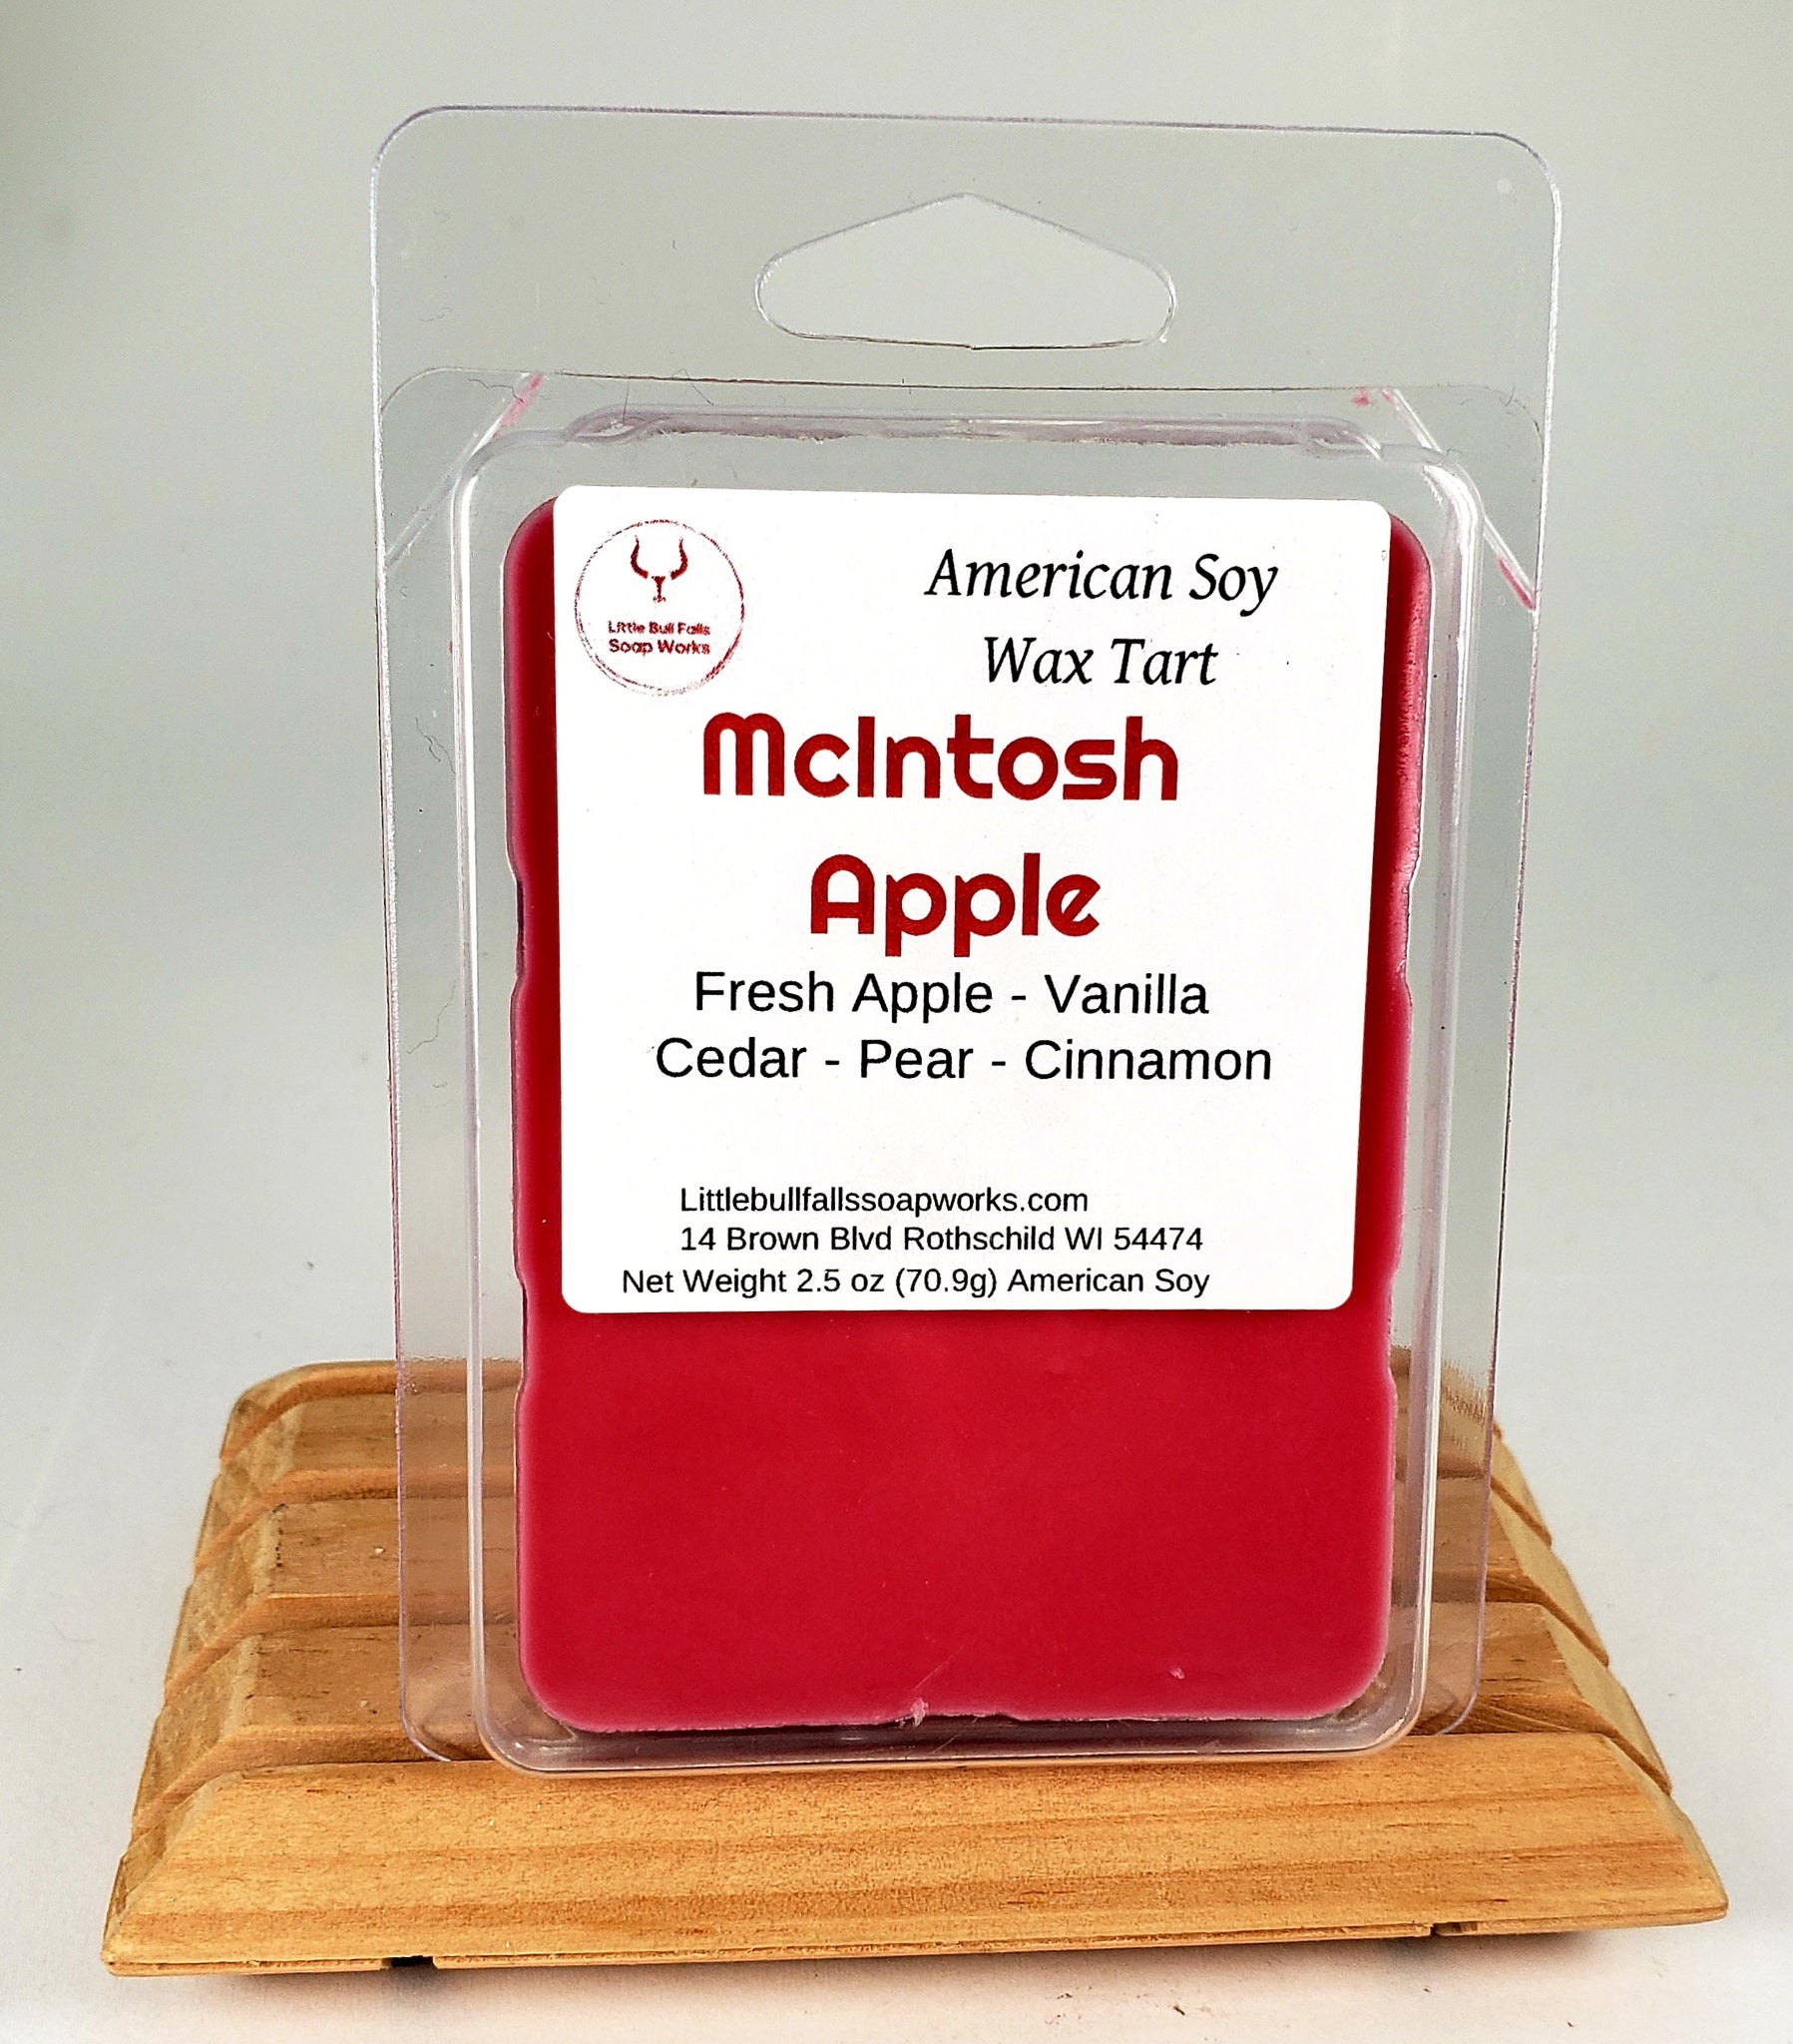 Little Bull Falls
Soap Works
American Soy
Wax Tart
McIntosh
Apple
Fresh Apple - Vanilla
Cedar - Pear - Cinnamon
Littlebullfallssoapworks.com
14 Brown Blvd Rothschild WI 54474
Net Weight 2.5 oz (70.9g) American Soy